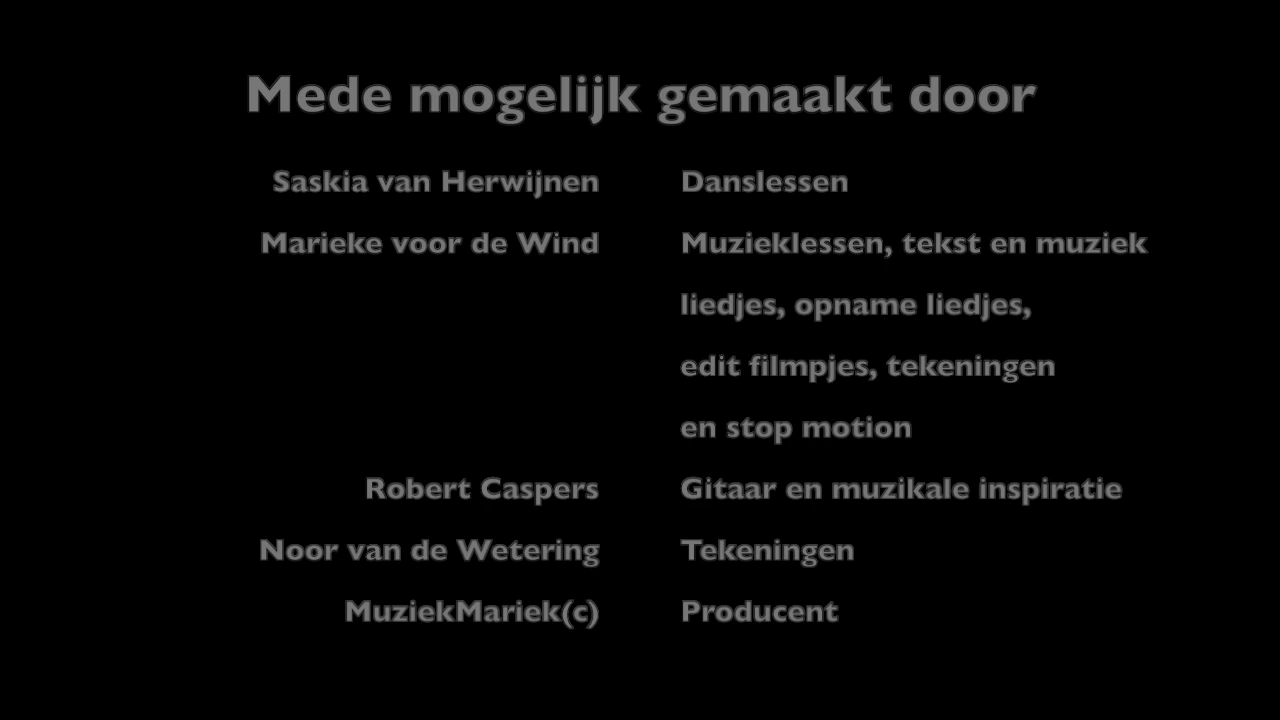 Mede mogelijk gemaakt door
Saskia van Herwijnen Danslessen
Marieke voor de Wind Muzieklessen, tekst en muziek
liedjes, opname liedjes,
edit filmpjes, tekeningen
en stop motion
Robert Caspers Gitaar en muzikale inspiratie
Noor van de Wetering Tekeningen
MuziekMariek(c) Producent